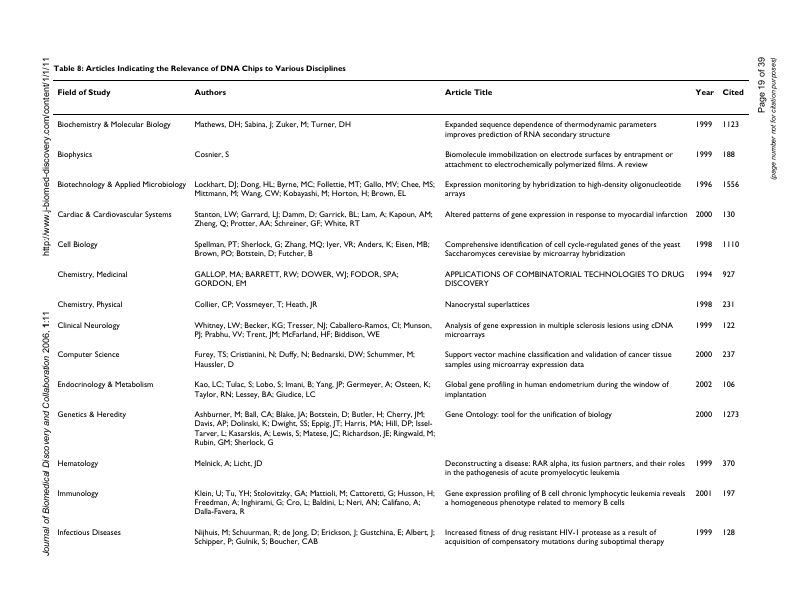 Table 8: Articles Indicating the Relevance of DNA Chips to Various Disciplines
Field of Study Authors Article Title Year Cited
Biochemistry & Molecular Biology Mathews, DH; Sabina, J; Zuker, M; Turner, DH Expanded sequence dependence of thermodynamic parameters 1999 1123
improves prediction of RNA secondary structure
Biophysics Cosnier, S Biomolecule immobilization on electrode surfaces by entrapment or 1999 188
attachment to electrochemically polymerized films. A review
Biotechnology & Applied Microbiology Lockhart, DJ; Dong, HL; Byrne, MC; Follettie, MT; Gallo, MV; Chee, MS; Expression monitoring by hybridization to high-density oligonucleotide 1996 1556
Mittmann, M; Wang, CW; Kobayashi, M; Horton, H; Brown, EL arrays
Cardiac & Cardiovascular Systems Stanton, LW; Garrard, LJ; Damm, D; Garrick, BL; Lam, A; Kapoun, AM; Altered patterns of gene expression in response to myocardial infarction 2000 130
Zheng, Q; Protter, AA; Schreiner, GF; White, RT
Cell Biology Spellman, PT; Sherlock, G; Zhang, MQ; Iyer, VR; Anders, K; Eisen, MB; Comprehensive identification of cell cycle-regulated genes of the yeast 1998 1110
Brown, PO; Botstein, D; Futcher, B Saccharomyces cerevisiae by microarray hybridization
Chemistry, Medicinal GALLOP, MA; BARRETT, RW; DOWER, WJ; FODOR, SPA; APPLICATIONS OF COMBINATORIAL TECHNOLOGIES TO DRUG 1994 927
GORDON, EM DISCOVERY
Chemistry, Physical Collier, CP; Vossmeyer, T; Heath, JR Nanocrystal superlattices 1998 231
Clinical Neurology Whitney, LW; Becker, KG; Tresser, NJ; Caballero-Ramos, CI; Munson, Analysis of gene expression in multiple sclerosis lesions using cDNA 1999 122
PJ; Prabhu, VV; Trent, JM; McFarland, HF; Biddison, WE microarrays
Computer Science Furey, TS; Cristianini, N; Duffy, N; Bednarski, DW; Schummer, M; Support vector machine classification and validation of cancer tissue 2000 237
Haussler, D samples using microarray expression data
Endocrinology & Metabolism Kao, LC; Tulac, S; Lobo, S; Imani, B; Yang, JP; Germeyer, A; Osteen, K; Global gene profiling in human endometrium during the window of 2002 106
Taylor, RN; Lessey, BA; Giudice, LC implantation
Genetics & Heredity Ashburner, M; Ball, CA; Blake, JA; Botstein, D; Butler, H; Cherry, JM; Gene Ontology: tool for the unification of biology 2000 1273
Davis, AP; Dolinski, K; Dwight, SS; Eppig, JT; Harris, MA; Hill, DP; Issel-
Tarver, L; Kasarskis, A; Lewis, S; Matese, JC; Richardson, JE; Ringwald, M;
Rubin, GM; Sherlock, G
Hematology Melnick, A; Licht, JD Deconstructing a disease: RAR alpha, its fusion partners, and their roles 1999 370
in the pathogenesis of acute promyelocytic leukemia
Immunology Klein, U; Tu, YH; Stolovitzky, GA; Mattioli, M; Cattoretti, G; Husson, H; Gene expression profiling of B cell chronic lymphocytic leukemia reveals 2001 197
Freedman, A; Inghirami, G; Cro, L; Baldini, L; Neri, AN; Califano, A; a homogeneous phenotype related to memory B cells
Dalla-Favera, R
Infectious Diseases Nijhuis, M; Schuurman, R; de Jong, D; Erickson, J; Gustchina, E; Albert, J; Increased fitness of drug resistant HIV-1 protease as a result of 1999 128
Schipper, P; Gulnik, S; Boucher, CAB acquisition of compensatory mutations during suboptimal therapy
Journal of Biomedical Discovery and Collaboration 2006, 1:11 http://www.j-biomed-discovery.com/content/1/1/11
Page 19 of 39
(page number not for citation purposes)